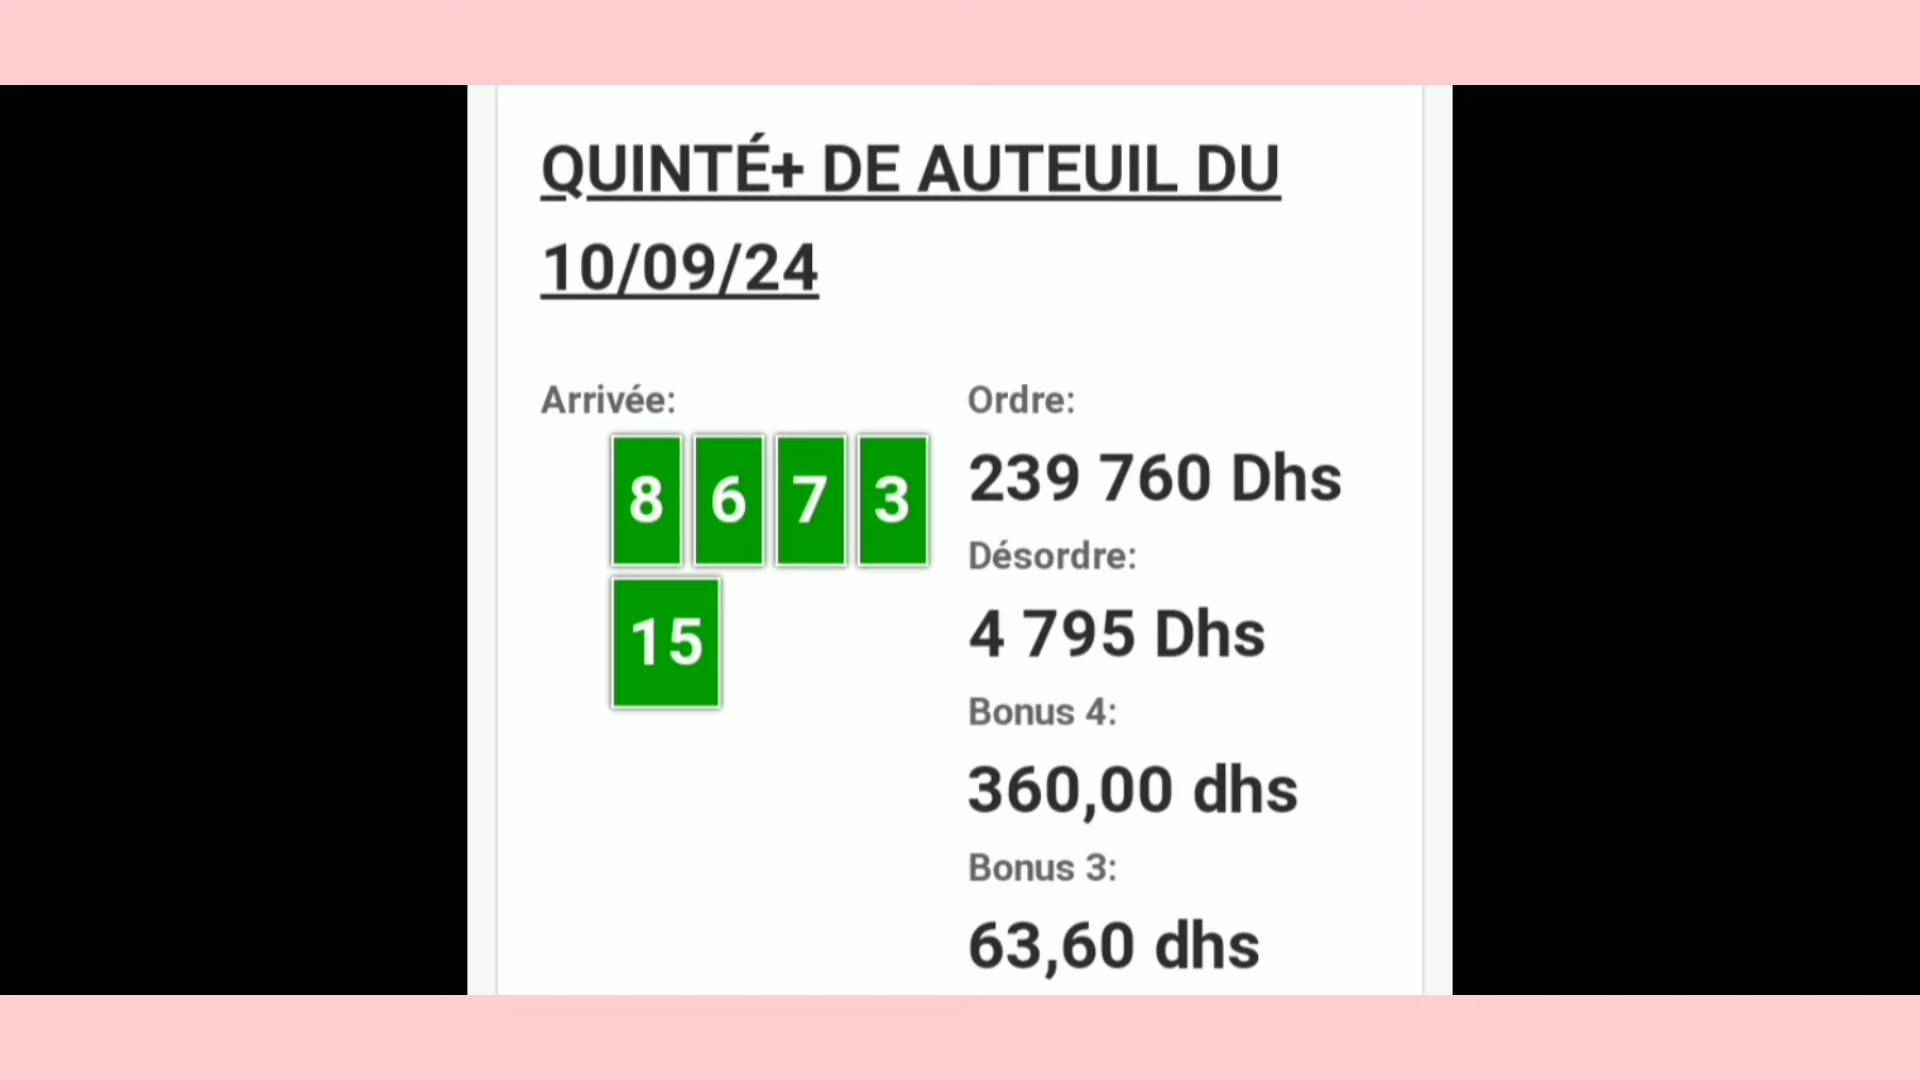 QUINTÉ+ DE AUTEUIL DU
10/09/24
Arrivée:
8 6 7 3
15
Ordre:
239 760 Dhs
Désordre:
4 795 Dhs
Bonus 4:
360,00 dhs
Bonus 3:
63,60 dhs